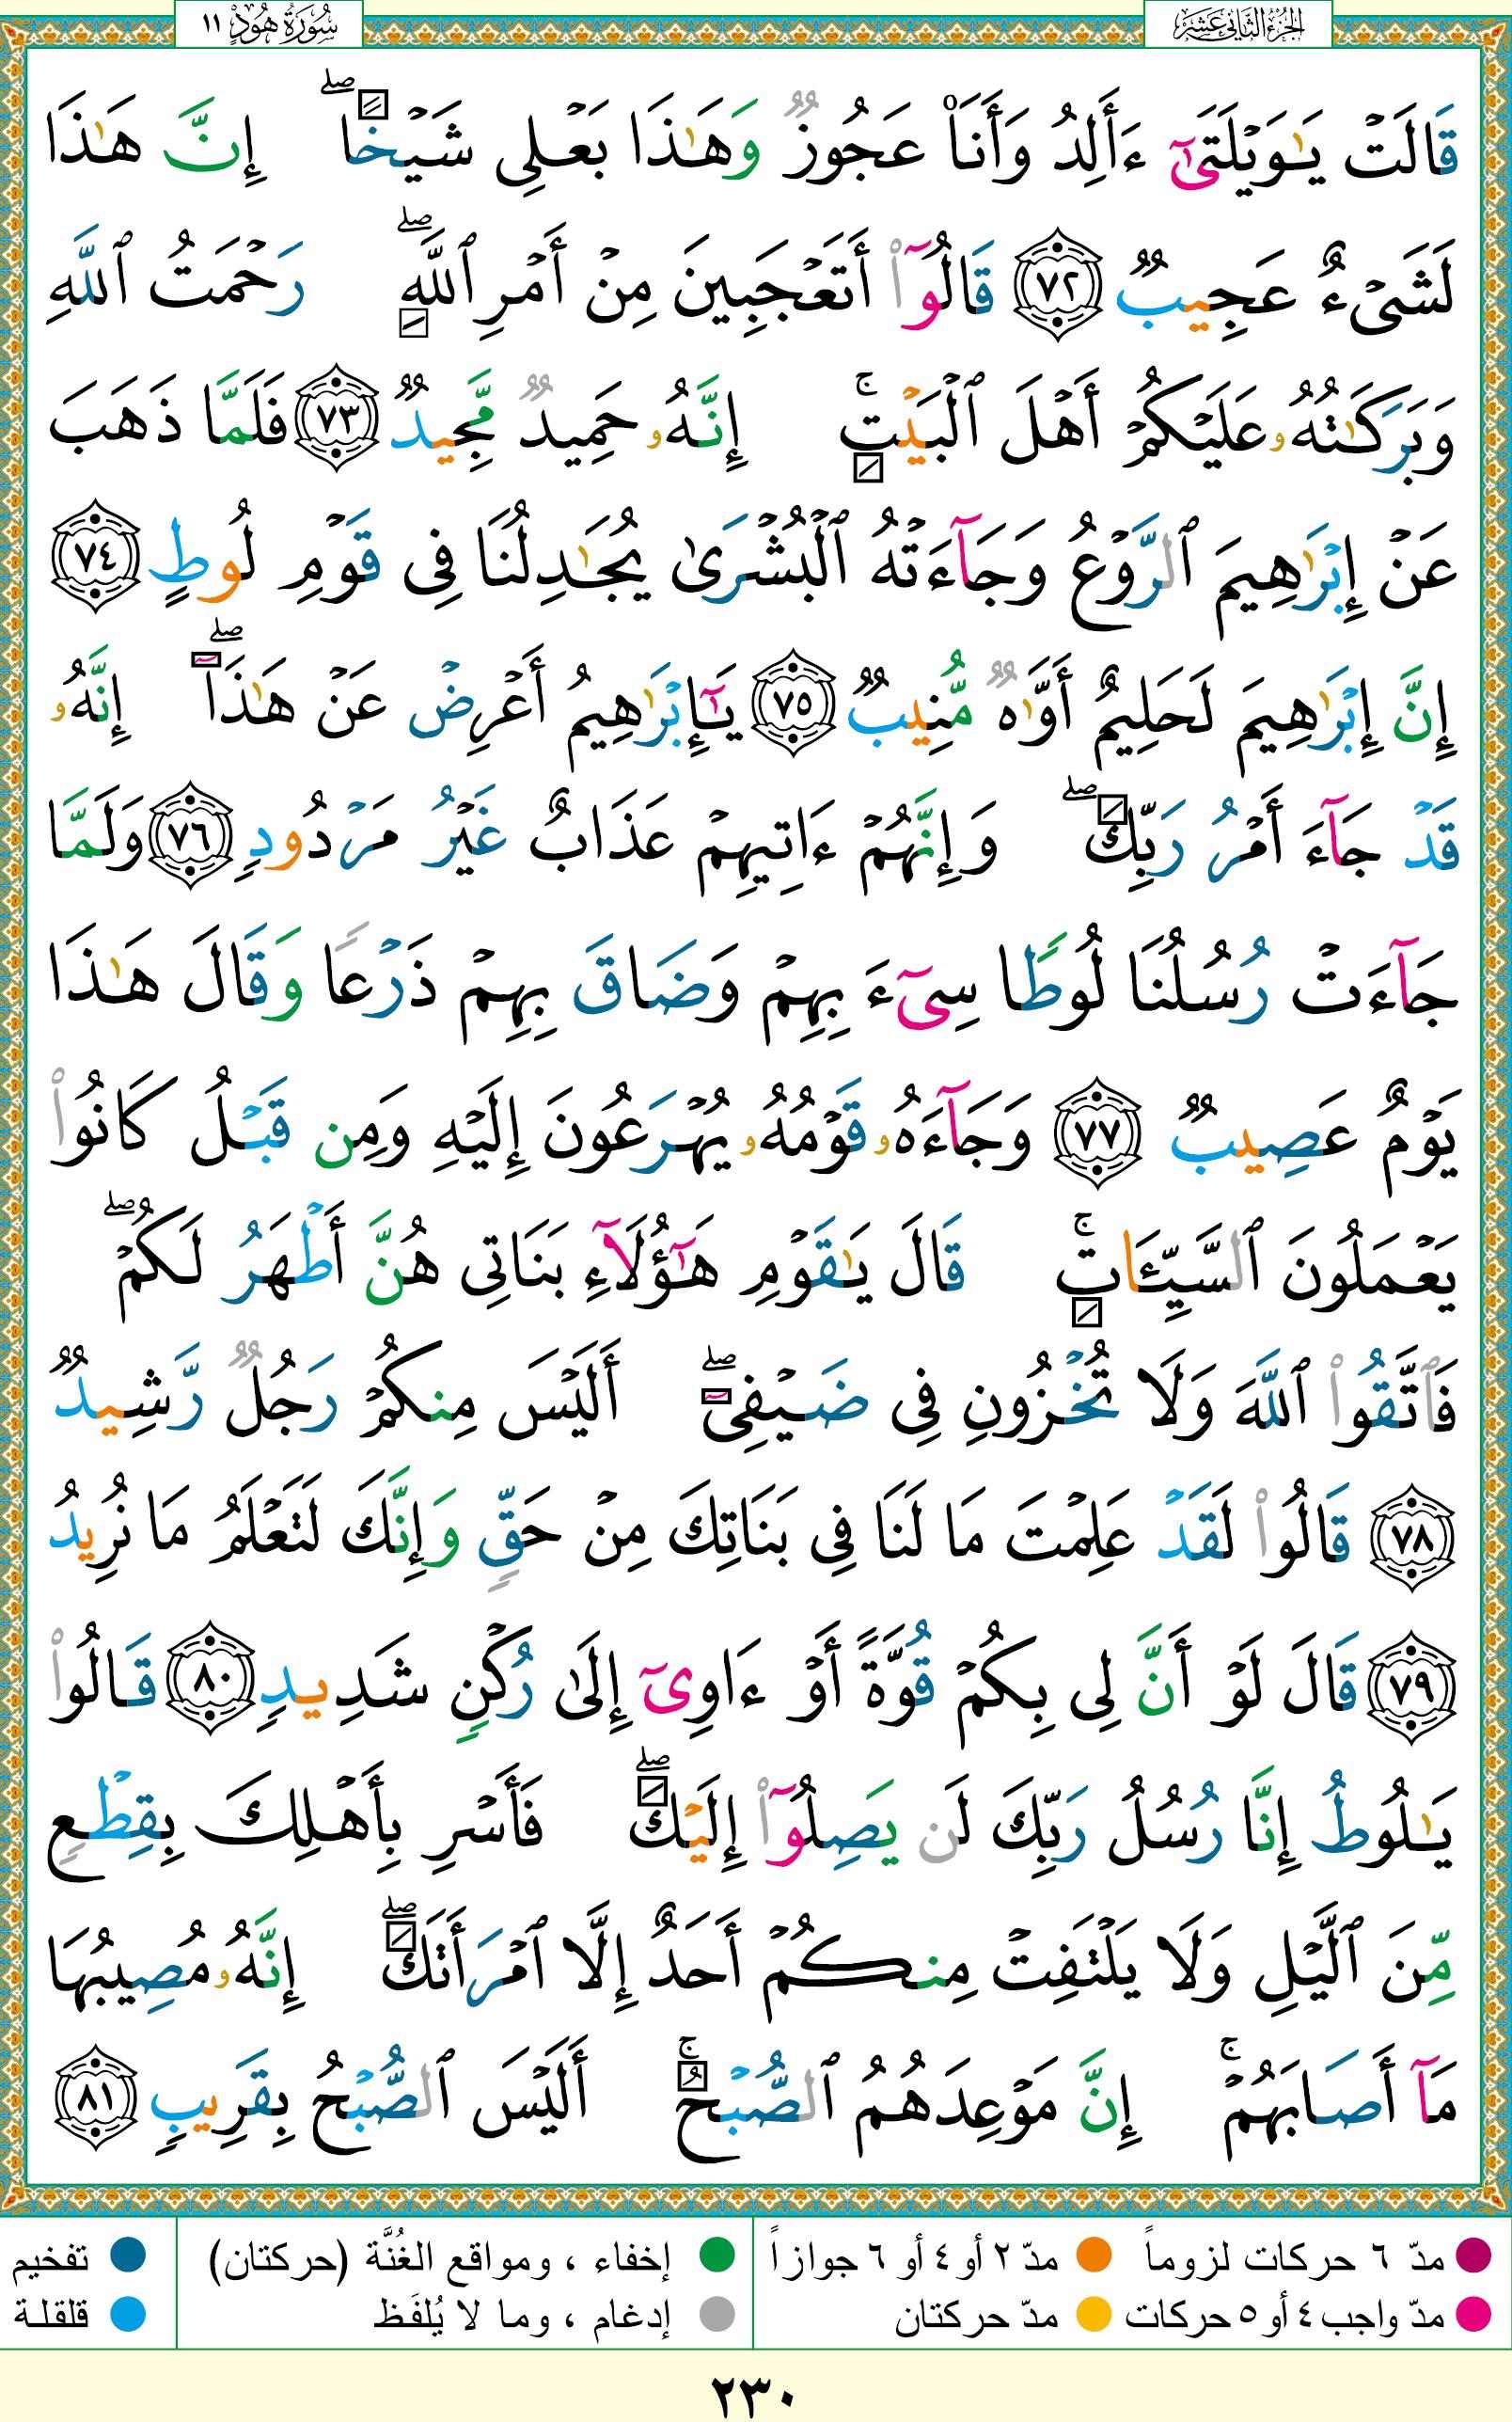 الجزء الثاني عشر
سُورَةُ هُودٍ ١١
قَالَتۡ يَٰوَيۡلَتَىٰٓ ءَأَلِدُ وَأَنَا۠ عَجُوزٞ وَهَٰذَا بَعۡلِي شَيۡخًاۖ إِنَّ هَٰذَا
لَشَيۡءٌ عَجِيبٞ ٧٢ قَالُوٓاْ أَتَعۡجَبِينَ مِنۡ أَمۡرِ ٱللَّهِۖ رَحۡمَتُ ٱللَّهِ
وَبَرَكَٰتُهُۥ عَلَيۡكُمۡ أَهۡلَ ٱلۡبَيۡتِۚ إِنَّهُۥ حَمِيدٞ مَّجِيدٞ ٧٣ فَلَمَّا ذَهَبَ
عَنۡ إِبۡرَٰهِيمَ ٱلرَّوۡعُ وَجَآءَتۡهُ ٱلۡبُشۡرَىٰ يُجَٰدِلُنَا فِي قَوۡمِ لُوطٍ ٧٤
إِنَّ إِبۡرَٰهِيمَ لَحَلِيمٌ أَوَّٰهٞ مُّنِيبٞ ٧٥ يَٰٓإِبۡرَٰهِيمُ أَعۡرِضۡ عَنۡ هَٰذَآۖ إِنَّهُۥ
قَدۡ جَآءَ أَمۡرُ رَبِّكَۖ وَإِنَّهُمۡ ءَاتِيهِمۡ عَذَابٌ غَيۡرُ مَرۡدُودٖ ٧٦ وَلَمَّا
جَآءَتۡ رُسُلُنَا لُوطٗا سِيٓءَ بِهِمۡ وَضَاقَ بِهِمۡ ذَرۡعٗا وَقَالَ هَٰذَا
يَوۡمٌ عَصِيبٞ ٧٧ وَجَآءَهُۥ قَوۡمُهُۥ يُهۡرَعُونَ إِلَيۡهِ وَمِن قَبۡلُ كَانُواْ
يَعۡمَلُونَ ٱلسَّيِّـَٔاتِۚ قَالَ يَٰقَوۡمِ هَٰٓؤُلَآءِ بَنَاتِي هُنَّ أَطۡهَرُ لَكُمۡۖ
فَٱتَّقُواْ ٱللَّهَ وَلَا تُخۡزُونِ فِي ضَيۡفِيٓۖ أَلَيۡسَ مِنكُمۡ رَجُلٞ رَّشِيدٞ
٧٨ قَالُواْ لَقَدۡ عَلِمۡتَ مَا لَنَا فِي بَنَاتِكَ مِنۡ حَقّٖ وَإِنَّكَ لَتَعۡلَمُ مَا نُرِيدُ
٧٩ قَالَ لَوۡ أَنَّ لِي بِكُمۡ قُوَّةً أَوۡ ءَاوِيٓ إِلَىٰ رُكۡنٖ شَدِيدٖ ٨٠ قَالُواْ
يَٰلُوطُ إِنَّا رُسُلُ رَبِّكَ لَن يَصِلُوٓاْ إِلَيۡكَۖ فَأَسۡرِ بِأَهۡلِكَ بِقِطۡعٖ
مِّنَ ٱلَّيۡلِ وَلَا يَلۡتَفِتۡ مِنكُمۡ أَحَدٌ إِلَّا ٱمۡرَأَتَكَۖ إِنَّهُۥ مُصِيبُهَا
مَآ أَصَابَهُمۡۚ إِنَّ مَوۡعِدَهُمُ ٱلصُّبۡحُۚ أَلَيۡسَ ٱلصُّبۡحُ بِقَرِيبٖ ٨١
مدّ ٦ حركات لزوماً مدّ ٢ أو ٤ أو ٦ جوازاً إخفاء ، ومواقع الغُنَّة (حركتان) تفخيم
مدّ واجب ٤ أو ٥ حركات مدّ حركتان إدغام ، وما لا يُلفَظ قلقلة
٢٣٠